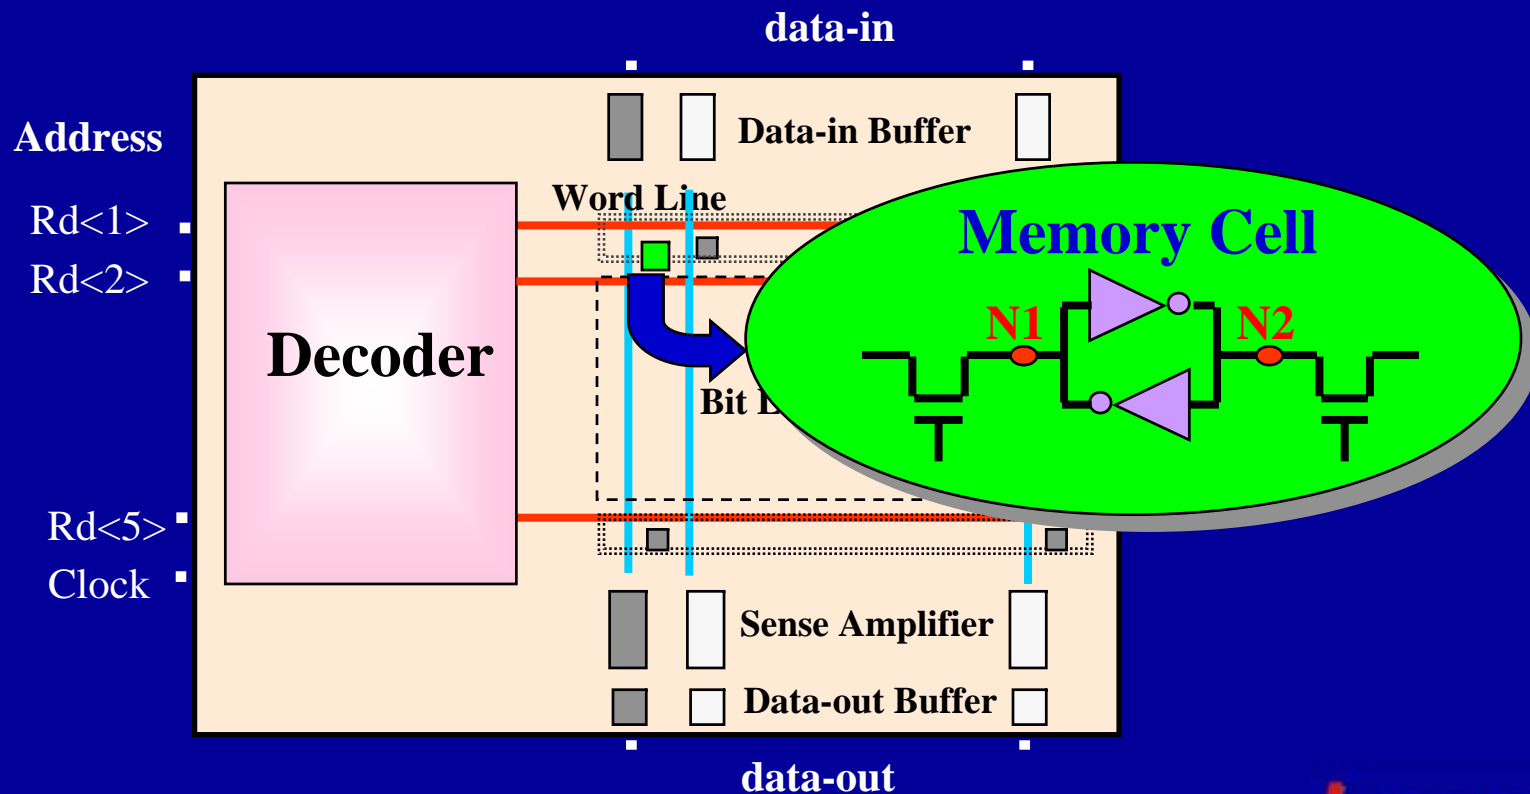 data-in
Address
Data-in Buffer
Rd<1>
Word Line
Memory Cell
Rd<2>
N1
N2
Decoder
Bit
Rd<5>
Clock
Sense Amplifier
Data-out Buffer
data-out